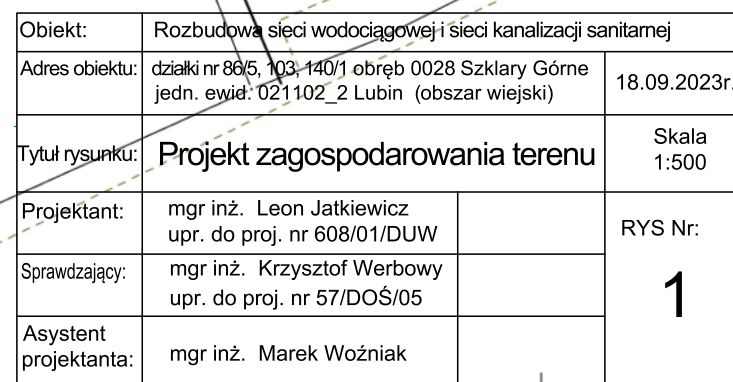 Obiekt: Rozbudowa sięci wodociągowej i sieci kanalizacji sanitarnej
Adres obiektu: działki nr 86/5, 103, 140/1 obręb 0028 Szklary Górne
jedn. ewid. 021102_2 Lubin (obszar wiejski)
18.09.2023r.
Tytuł rysunku: Projekt zagospodarowania terenu
Skala
1:500
Projektant: mgr inż. Leon Jatkiewicz
upr. do proj. nr 608/01/DUW
RYS Nr:
1
Sprawdzający: mgr inż. Krzysztof Werbowy
upr. do proj. nr 57/DOŚ/05
Asystent
projektanta: mgr inż. Marek Woźniak